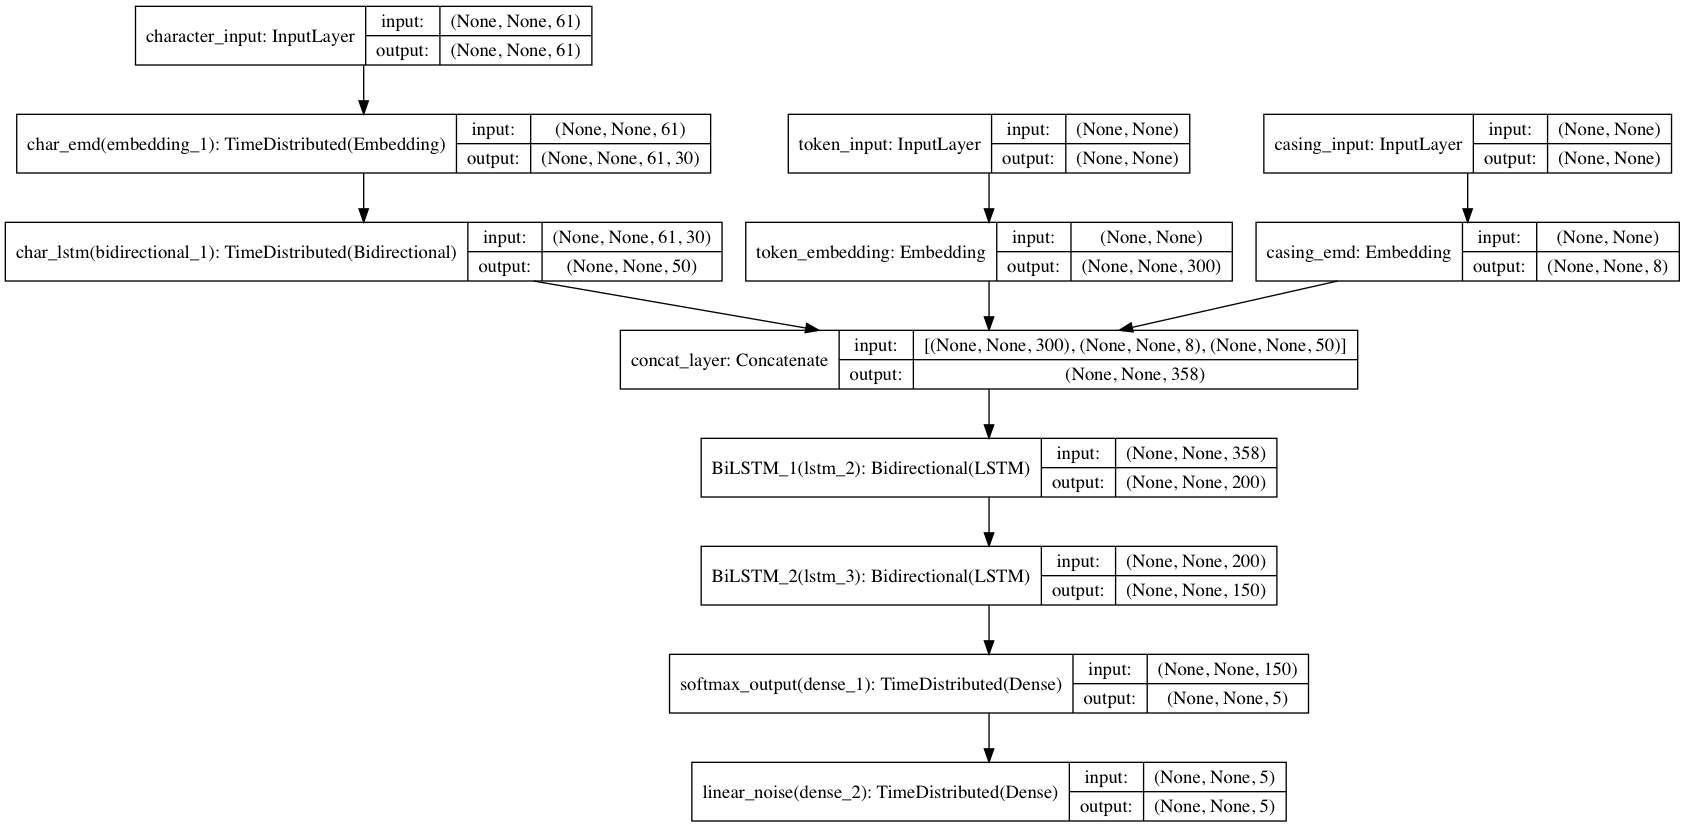 character_input: InputLayer
input: (None, None, 61)
output: (None, None, 61)
char_emd(embedding_1): TimeDistributed(Embedding)
input: (None, None, 61)
output: (None, None, 61, 30)
token_input: InputLayer
input: (None, None)
output: (None, None)
casing_input: InputLayer
input: (None, None)
output: (None, None)
char_lstm(bidirectional_1): TimeDistributed(Bidirectional)
input: (None, None, 61, 30)
output: (None, None, 50)
token_embedding: Embedding
input: (None, None)
output: (None, None, 300)
casing_emd: Embedding
input: (None, None)
output: (None, None, 8)
concat_layer: Concatenate
input: [(None, None, 300), (None, None, 8), (None, None, 50)]
output: (None, None, 358)
BiLSTM_1(lstm_2): Bidirectional(LSTM)
input: (None, None, 358)
output: (None, None, 200)
BiLSTM_2(lstm_3): Bidirectional(LSTM)
input: (None, None, 200)
output: (None, None, 150)
softmax_output(dense_1): TimeDistributed(Dense)
input: (None, None, 150)
output: (None, None, 5)
linear_noise(dense_2): TimeDistributed(Dense)
input: (None, None, 5)
output: (None, None, 5)